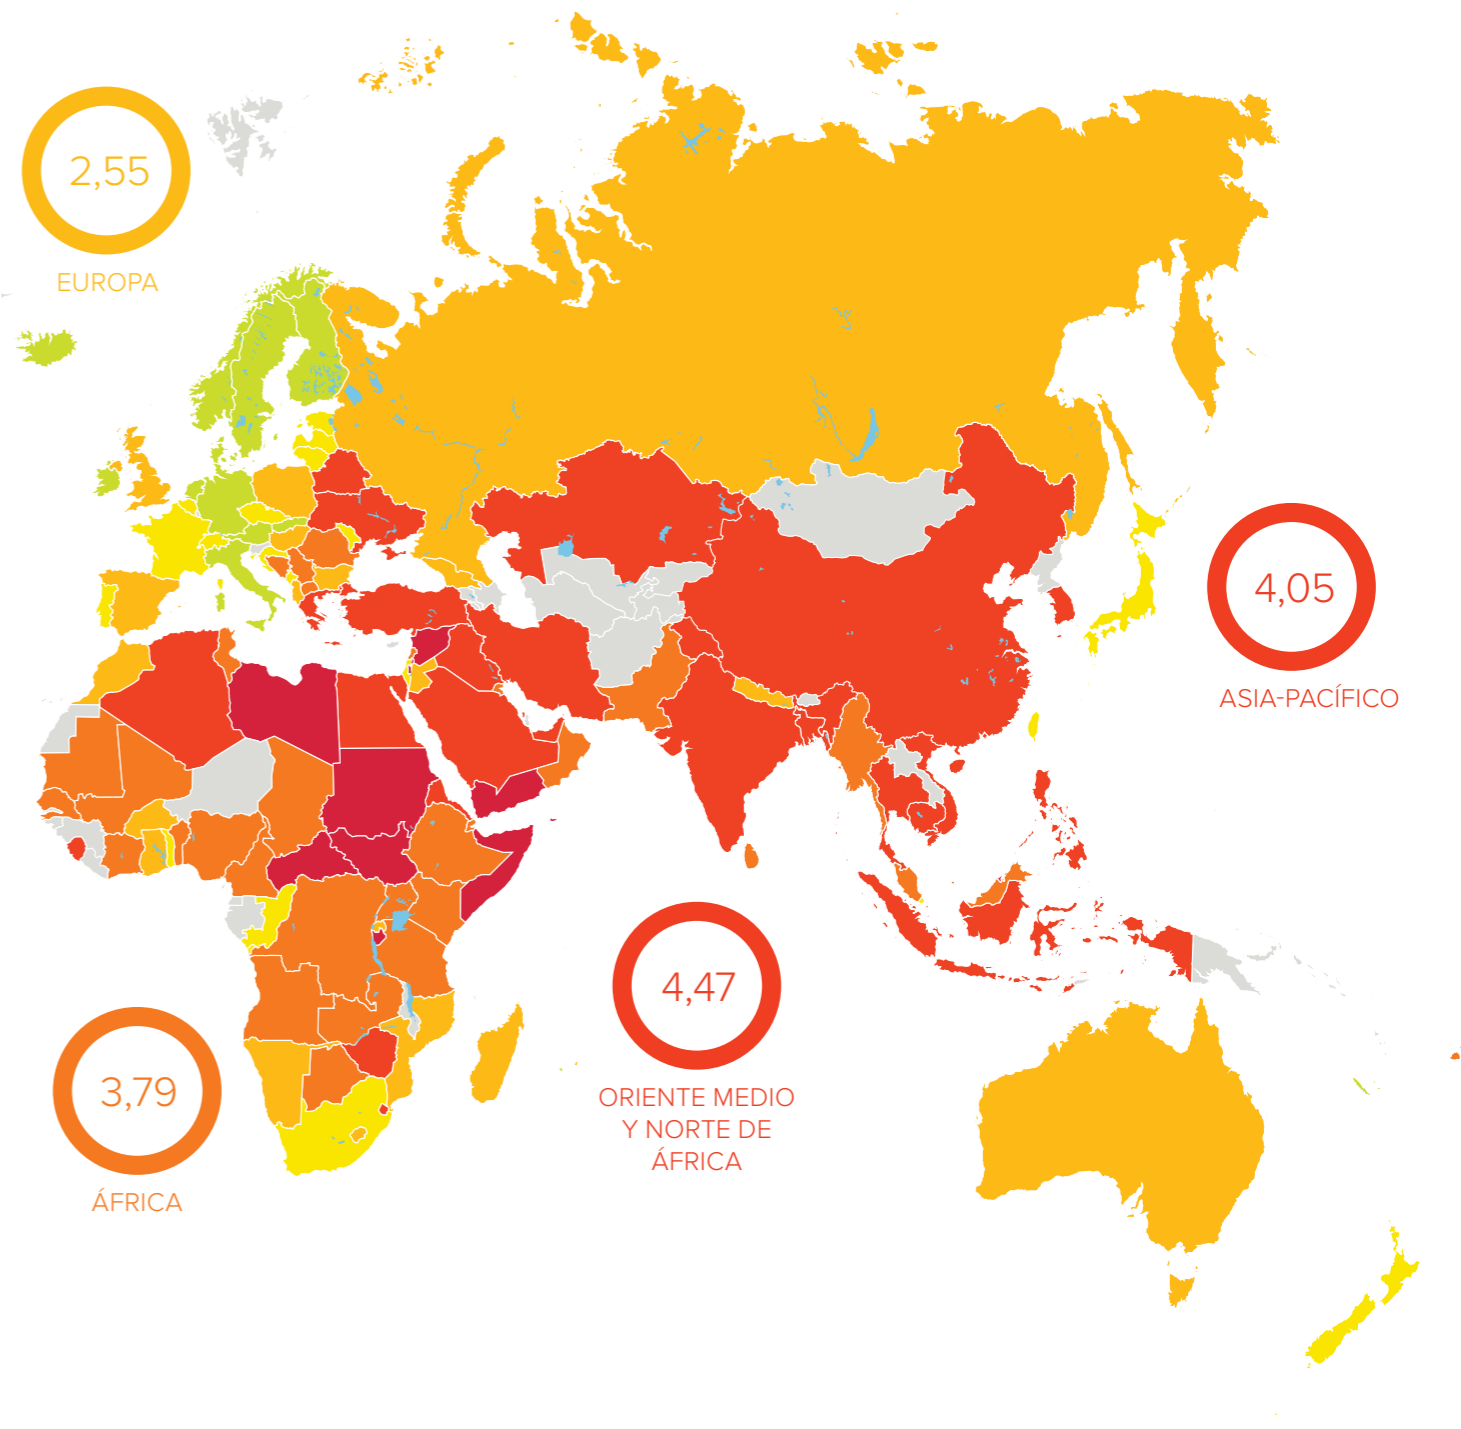 2,55
EUROPA
4,05
ASIA-PACÍFICO
4,47
ORIENTE MEDIO
Y NORTE DE
ÁFRICA
3,79
ÁFRICA